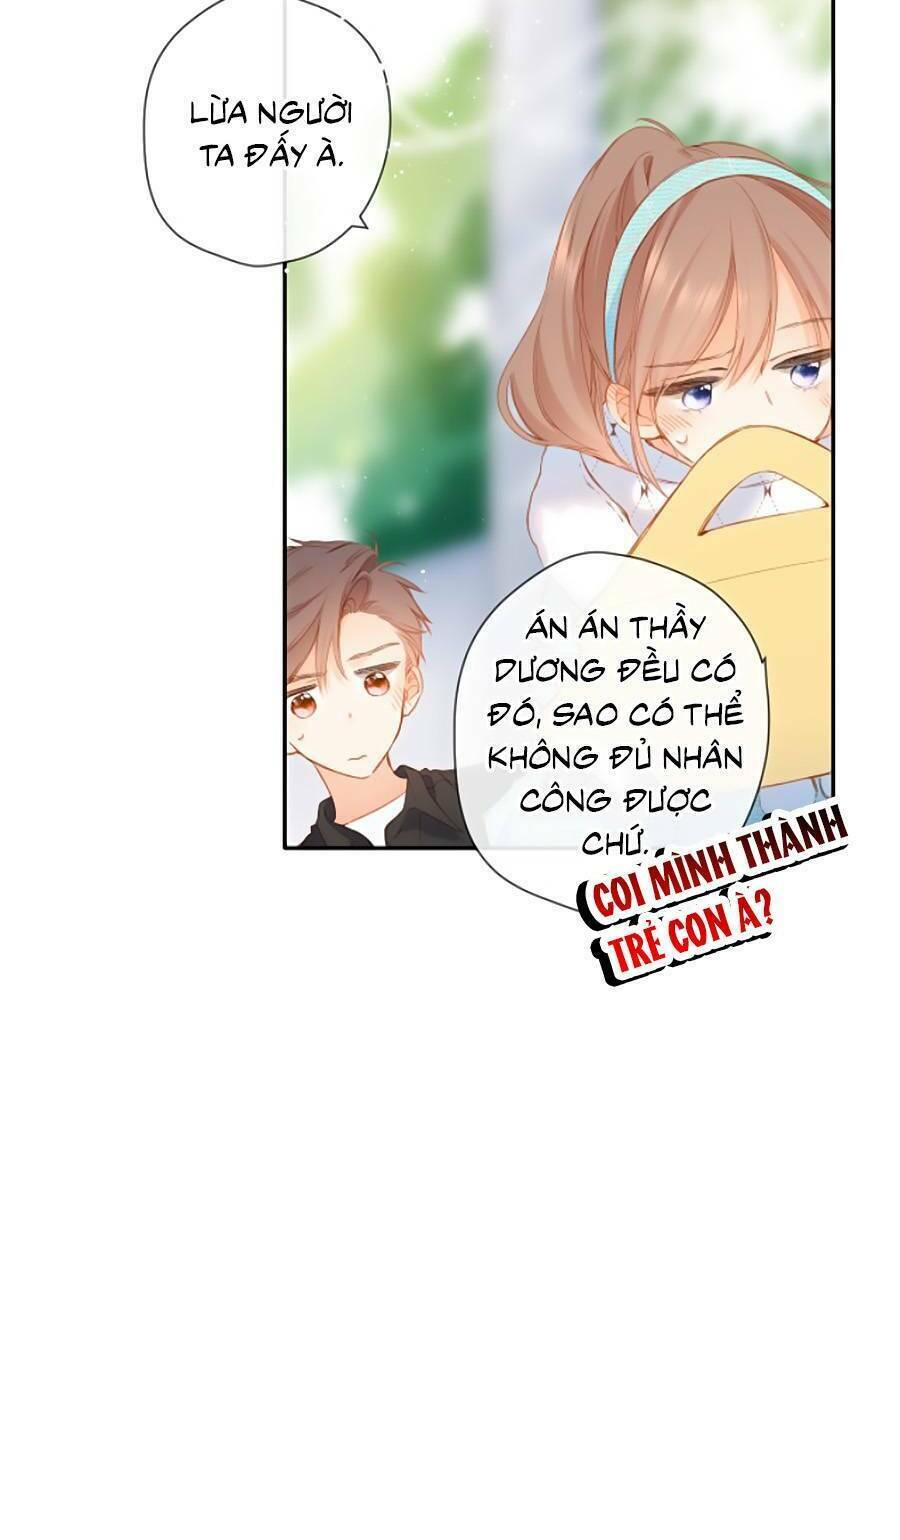 LỪA NGƯỜI
TA ĐẤY À.
ÁN ÁN THẦY
DƯƠNG ĐỀU CÓ
ĐÓ, SAO CÓ THỂ
KHÔNG ĐỦ NHÂN
CÔNG ĐƯỢC
CHỨ.
COI MÌNH THÀNH
TRẺ CON À?